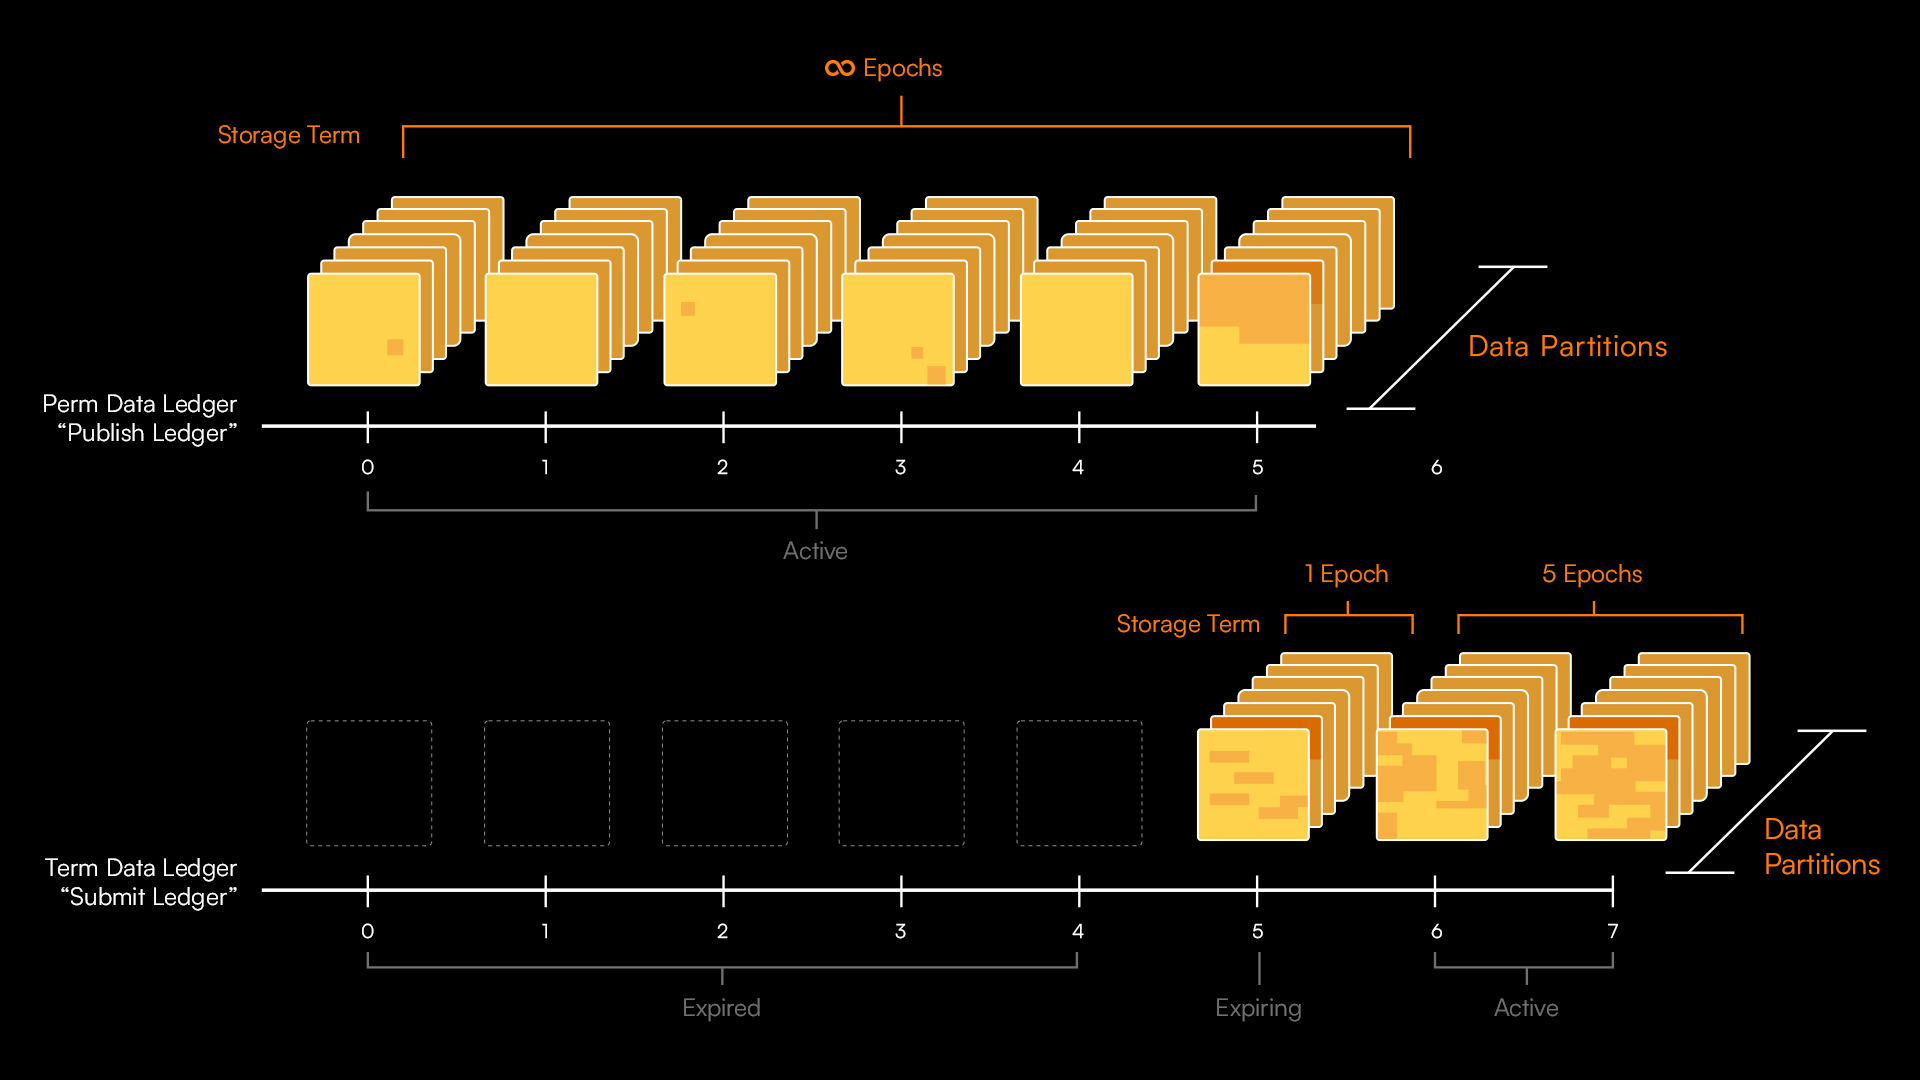 ∞ Epochs
Storage Term
Data Partitions
Perm Data Ledger
“Publish Ledger”
0 1 2 3 4 5 6
Active
1 Epoch 5 Epochs
Storage Term
Data
Partitions
Term Data Ledger
“Submit Ledger”
0 1 2 3 4 5 6 7
Expired Expiring Active